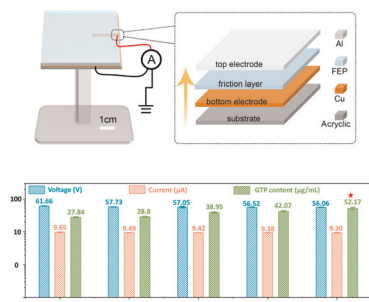 A
1cm
top electrode
friction layer
bottom electrode
substrate
Al
FEP
Cu
Acrylic
Voltage (V) Current (μA) GTP content (μg/mL)
61.66 57.73 57.05 56.52 56.06
9.65 9.49 9.42 9.38 9.30
27.84 28.8 38.95 42.07 52.17
100
10
0